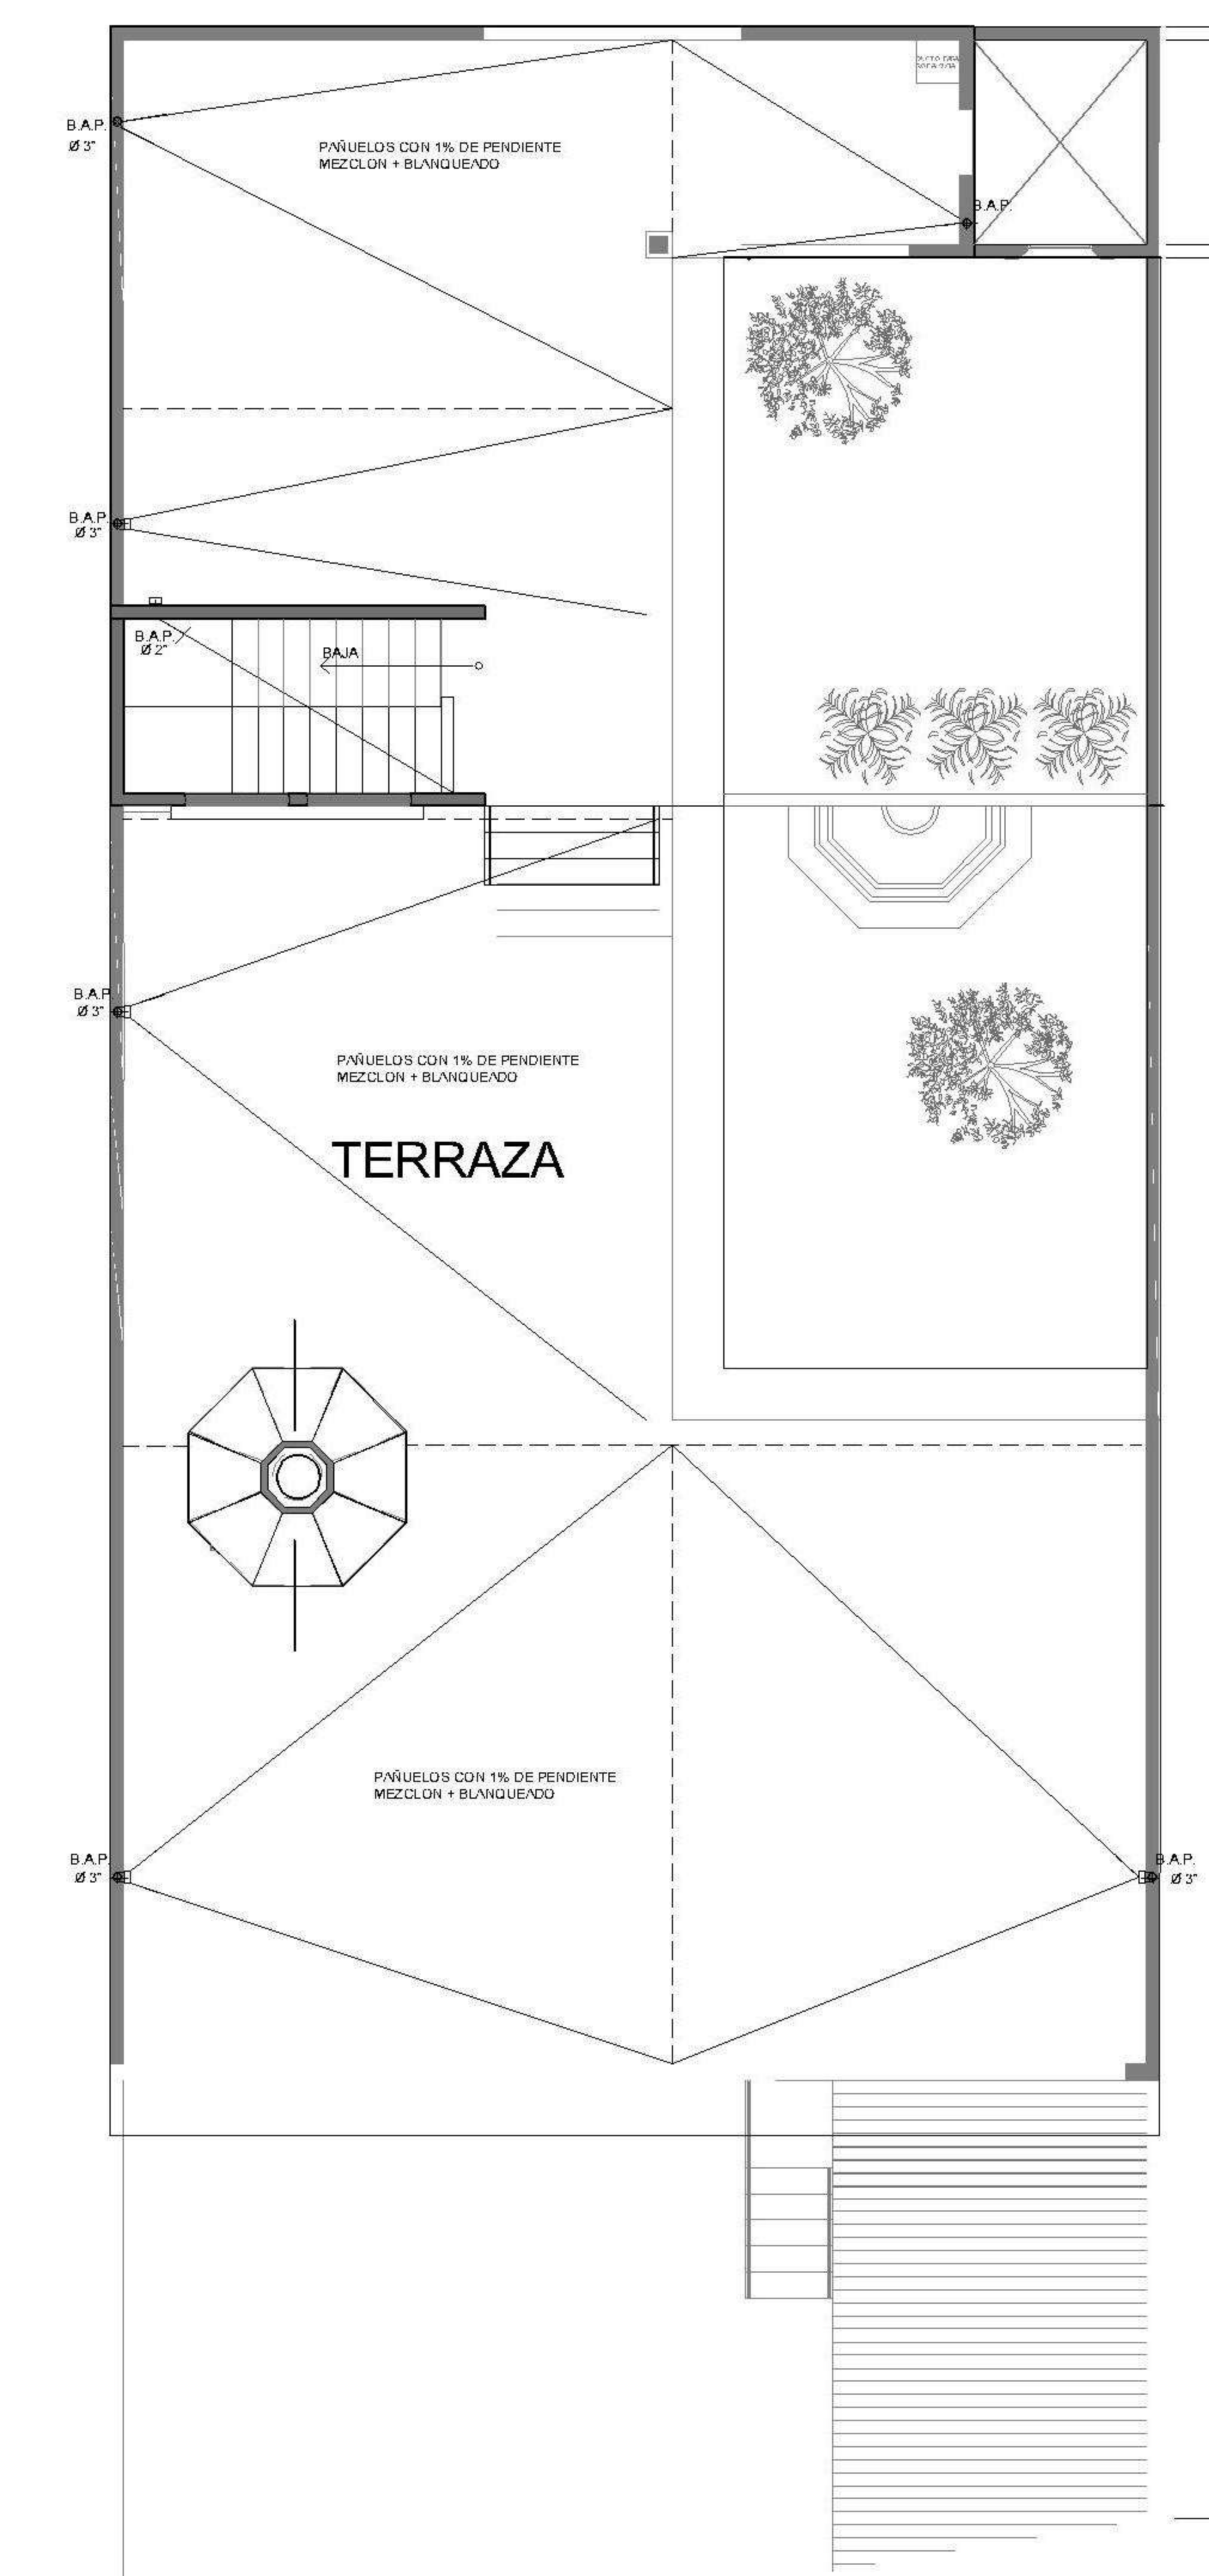 B.A.P.
Ø 3"
PAÑUELOS CON 1% DE PENDIENTE
MEZCLON + BLANQUEADO
B.A.P.
B.A.P.
Ø 3"
B.A.P.
Ø 2"
BAJA
B.A.P.
Ø 3"
PAÑUELOS CON 1% DE PENDIENTE
MEZCLON + BLANQUEADO
TERRAZA
PAÑUELOS CON 1% DE PENDIENTE
MEZCLON + BLANQUEADO
B.A.P.
Ø 3"
B.A.P.
Ø 3"